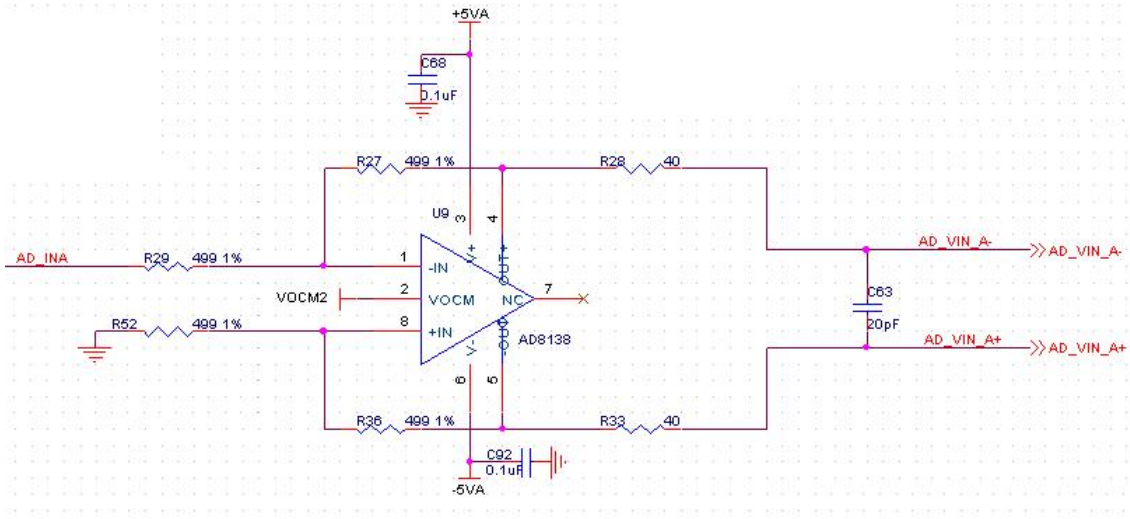 +5VA
C68
0.1uF
R27 499 1%
R28 40
U9
3
4
V+
OUT+
AD_INA
R29 499 1%
1
-IN
AD_VIN_A-
AD_VIN_A-
VOCM2
2
VOCM
NC
7
C63
20pF
R52 499 1%
8
+IN
AD8138
AD_VIN_A+
AD_VIN_A+
V-
6
5
R36 499 1%
R33 40
C92
0.1uF
-5VA